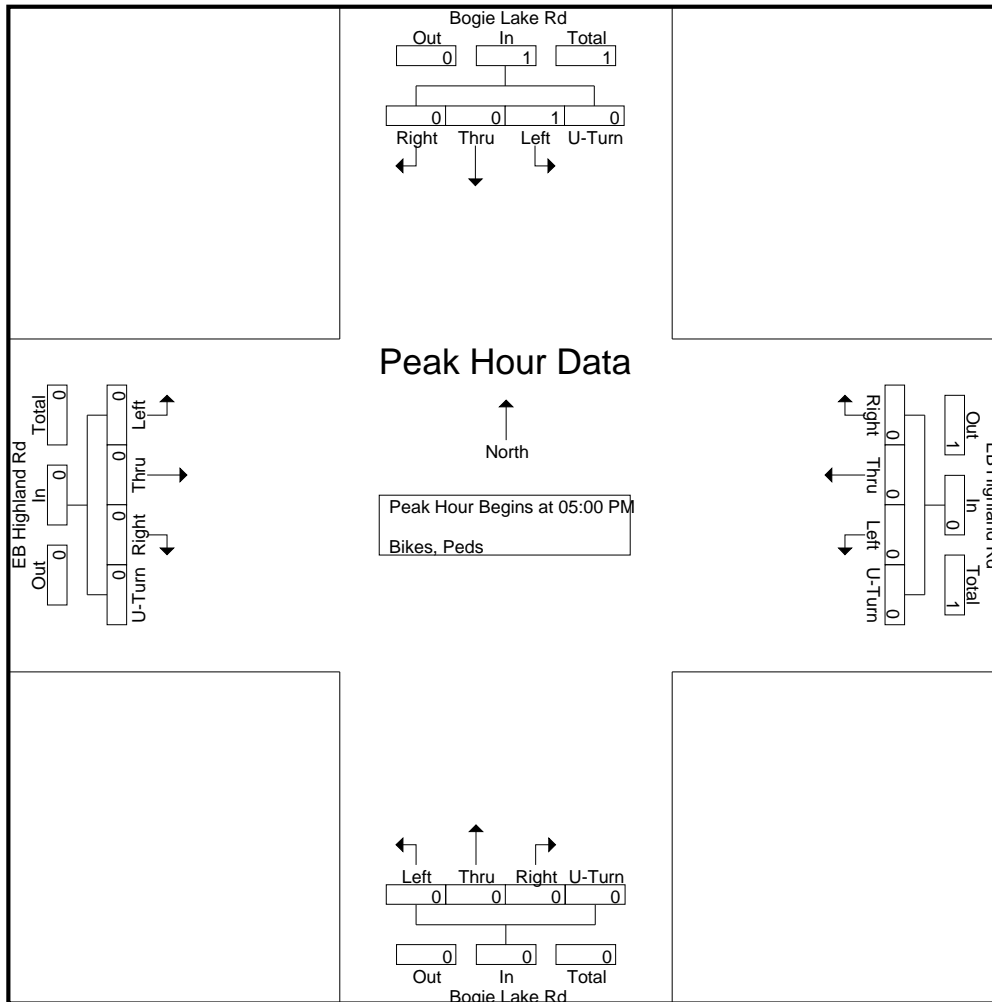 Bogie Lake Rd
Out In Total
0 1 1
0 0 1 0
Right Thru Left U-Turn
Peak Hour Data
North
Peak Hour Begins at 05:00 PM
Bikes, Peds
EB Highland Rd
Total In Out
0 0 0
0 0 0 0
Left Thru Right U-Turn
Right Thru Left U-Turn
0 0 0 0
1 0 1
Out In Total
EB Highland Rd
Left Thru Right U-Turn
0 0 0 0
0 0 0
Out In Total
Bogie Lake Rd